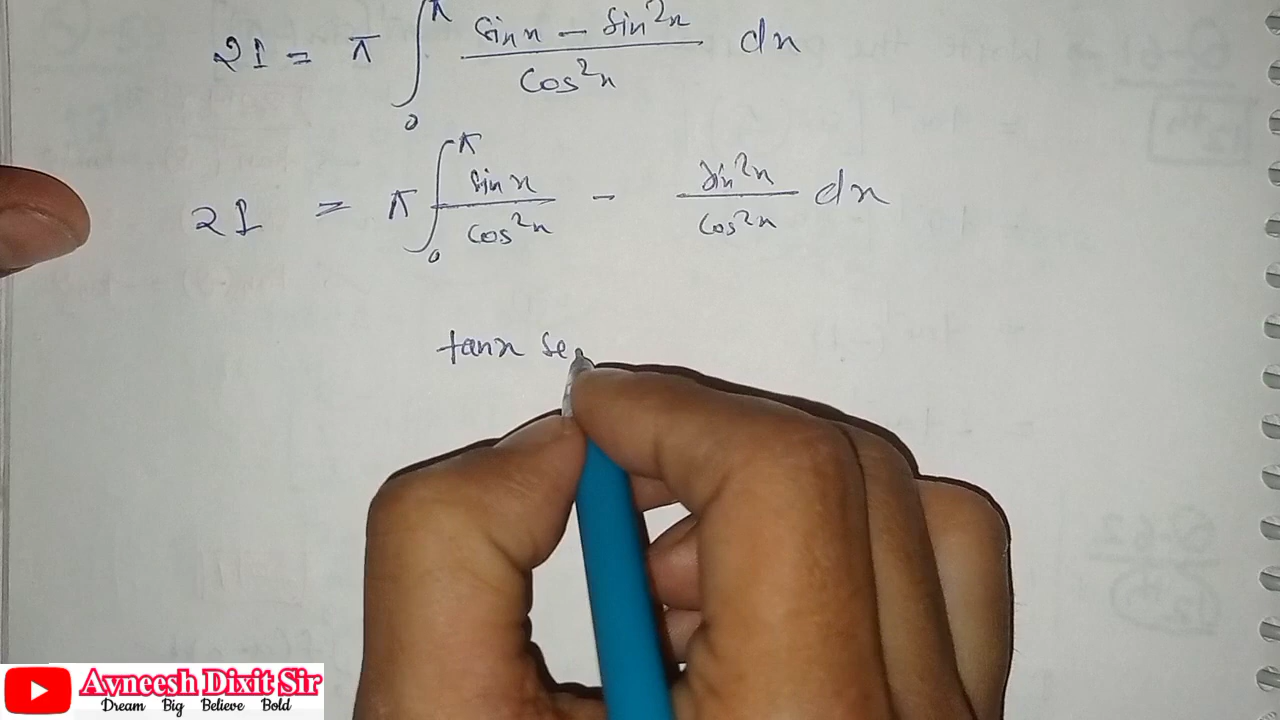 2I = π ∫₀^π (sin x − sin²x)/(cos²x) dx
2I = π ∫₀^π sin x/cos²x − sin²x/cos²x dx
tanx Se
Avneesh Dixit Sir
Dream Big Believe Bold